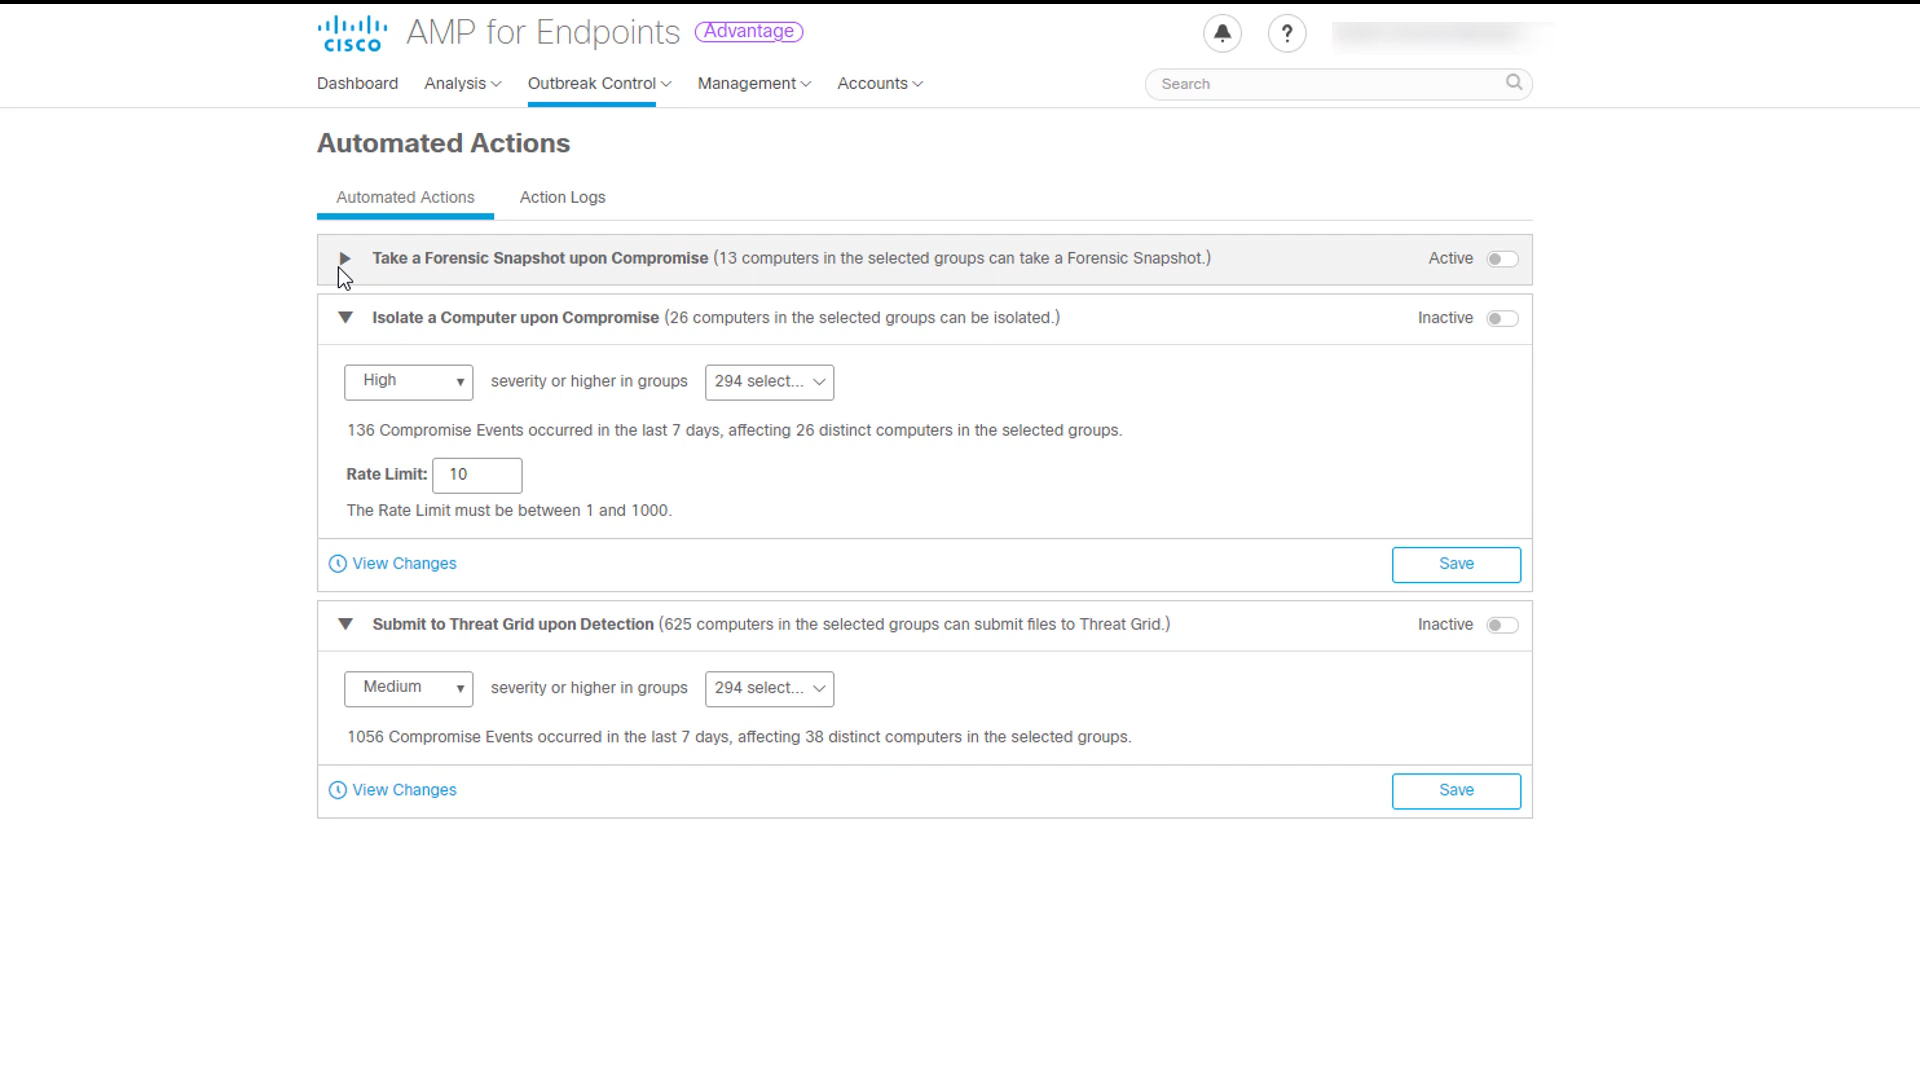 CISCO AMP for Endpoints Advantage ?
Dashboard Analysis Outbreak Control Management Accounts Search
Automated Actions
Automated Actions Action Logs
Take a Forensic Snapshot upon Compromise (13 computers in the selected groups can take a Forensic Snapshot.) Active
Isolate a Computer upon Compromise (26 computers in the selected groups can be isolated.) Inactive
High severity or higher in groups 294 select...
136 Compromise Events occurred in the last 7 days, affecting 26 distinct computers in the selected groups.
Rate Limit: 10
The Rate Limit must be between 1 and 1000.
View Changes Save
Submit to Threat Grid upon Detection (625 computers in the selected groups can submit files to Threat Grid.) Inactive
Medium severity or higher in groups 294 select...
1056 Compromise Events occurred in the last 7 days, affecting 38 distinct computers in the selected groups.
View Changes Save